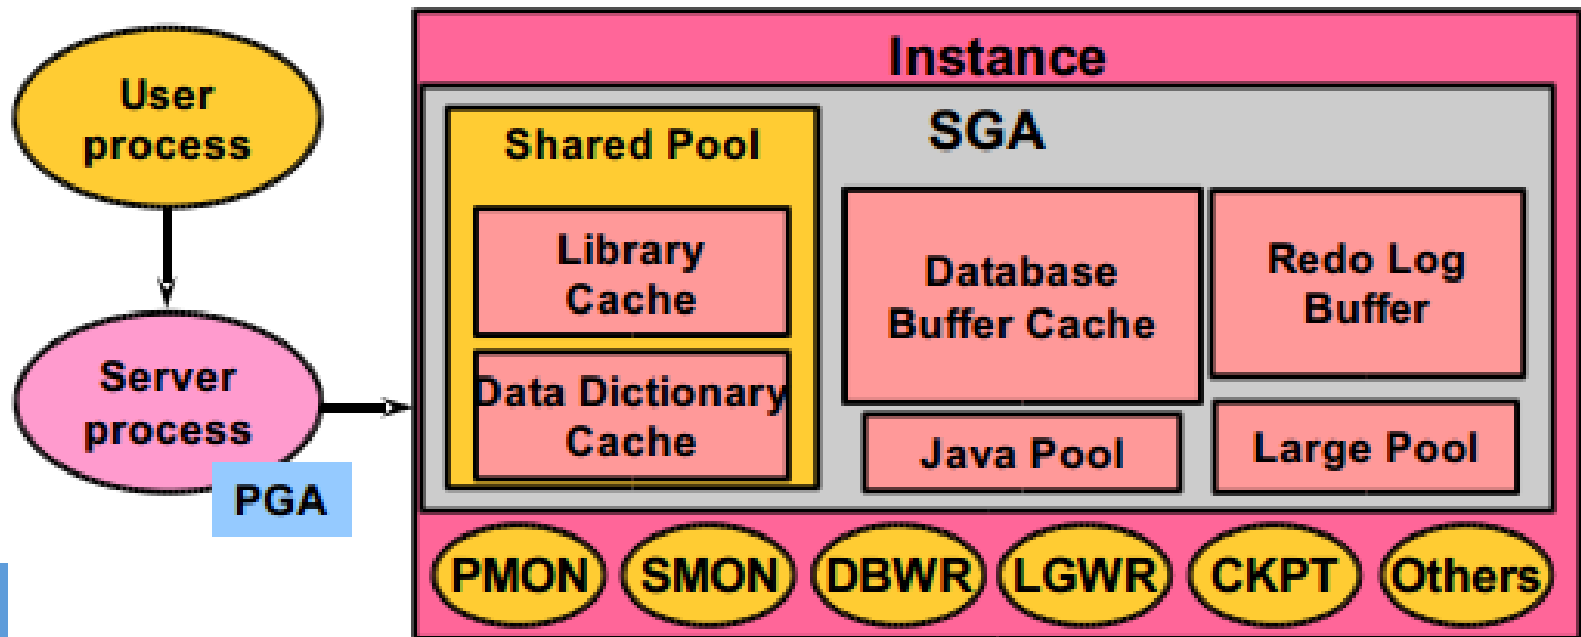 User
process
Server
process
PGA
Instance
SGA
Shared Pool
Library
Cache
Data Dictionary
Cache
Database
Buffer Cache
Redo Log
Buffer
Java Pool
Large Pool
PMON
SMON
DBWR
LGWR
CKPT
Others